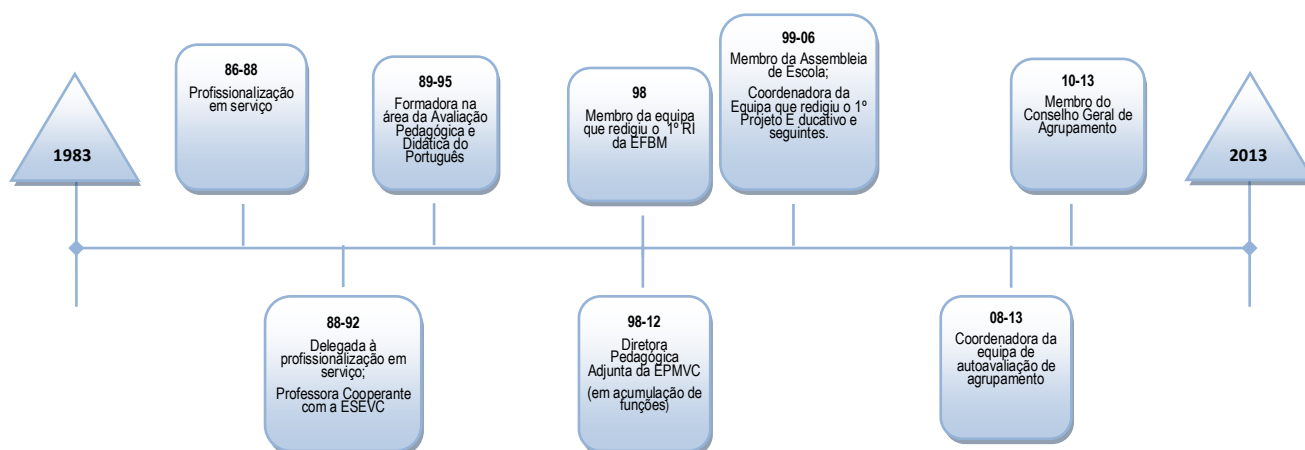 1983
86-88
Profissionalização
em serviço
89-95
Formadora na
área da Avaliação
Pedagógica e
Didática do
Português
98
Membro da equipa
que redigiu o 1º RI
da EFBM
99-06
Membro da Assembleia
de Escola;
Coordenadora da
Equipa que redigiu o 1º
Projeto E ducativo e
seguintes.
10-13
Membro do
Conselho Geral de
Agrupamento
2013
88-92
Delegada à
profissionalização em
serviço;
Professora Cooperante
com a ESEVC
98-12
Diretora
Pedagógica
Adjunta da EPMVC
(em acumulação de
funções)
08-13
Coordenadora da
equipa de
autoavaliação de
agrupamento